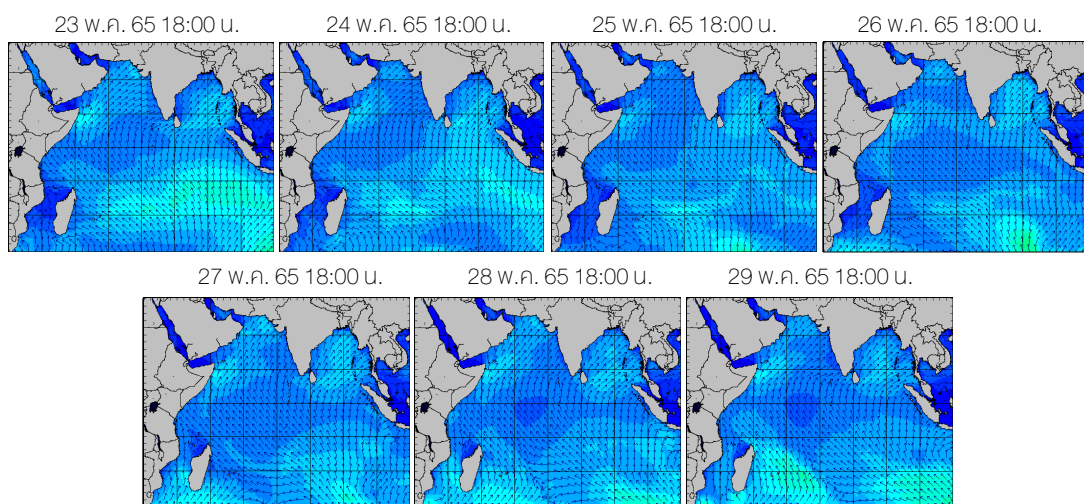 23 พ.ค. 65 18:00 น.
24 พ.ค. 65 18:00 น.
25 พ.ค. 65 18:00 น.
26 พ.ค. 65 18:00 น.
27 พ.ค. 65 18:00 น.
28 พ.ค. 65 18:00 น.
29 พ.ค. 65 18:00 น.